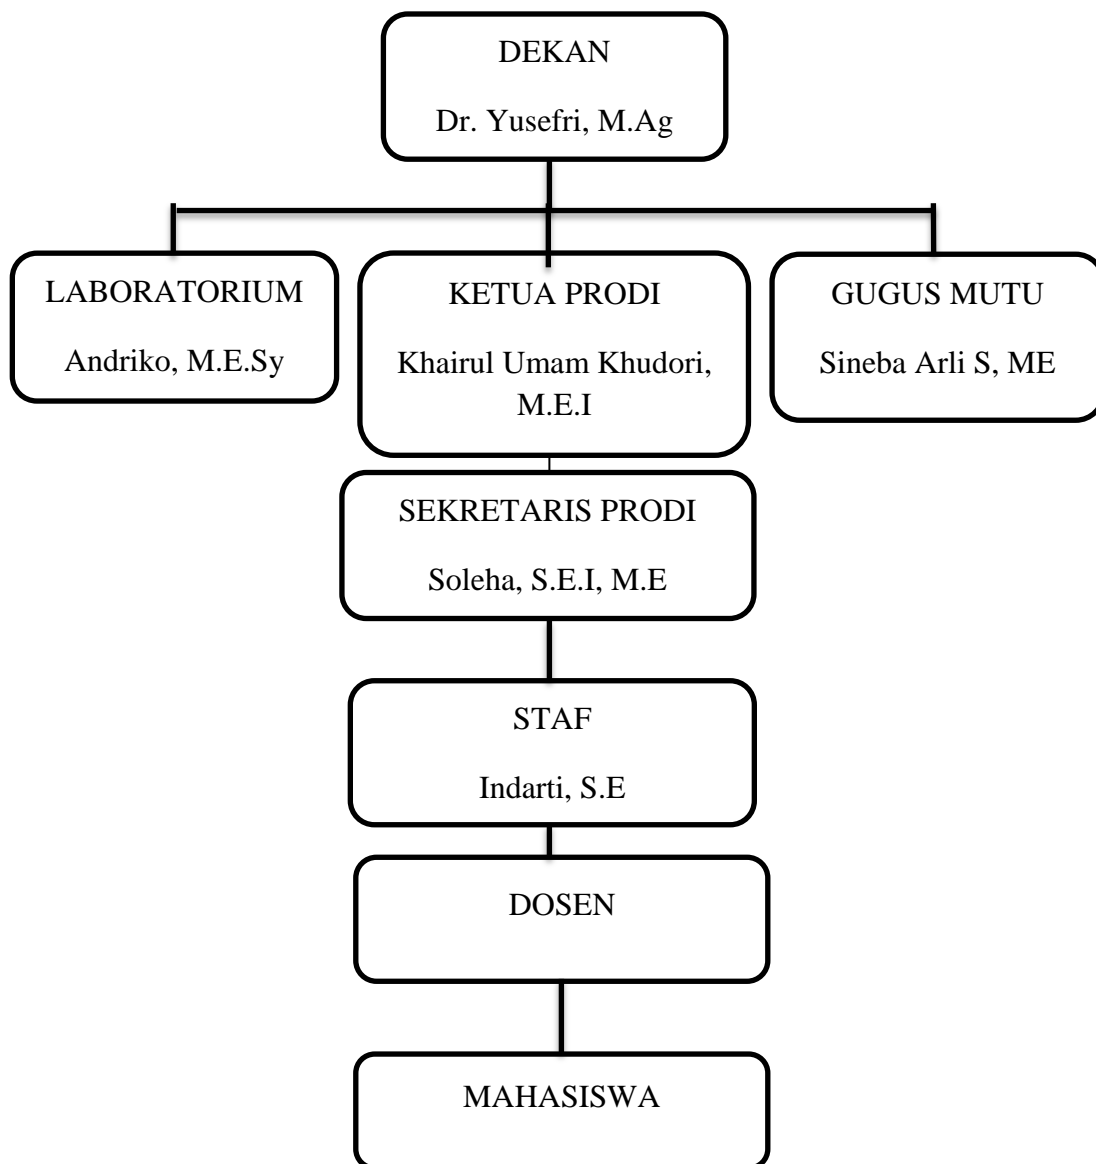 DEKAN
Dr. Yusefri, M.Ag
LABORATORIUM
Andriko, M.E.Sy
KETUA PRODI
Khairul Umam Khudori,
M.E.I
GUGUS MUTU
Sineba Arli S, ME
SEKRETARIS PRODI
Soleha, S.E.I, M.E
STAF
Indarti, S.E
DOSEN
MAHASISWA